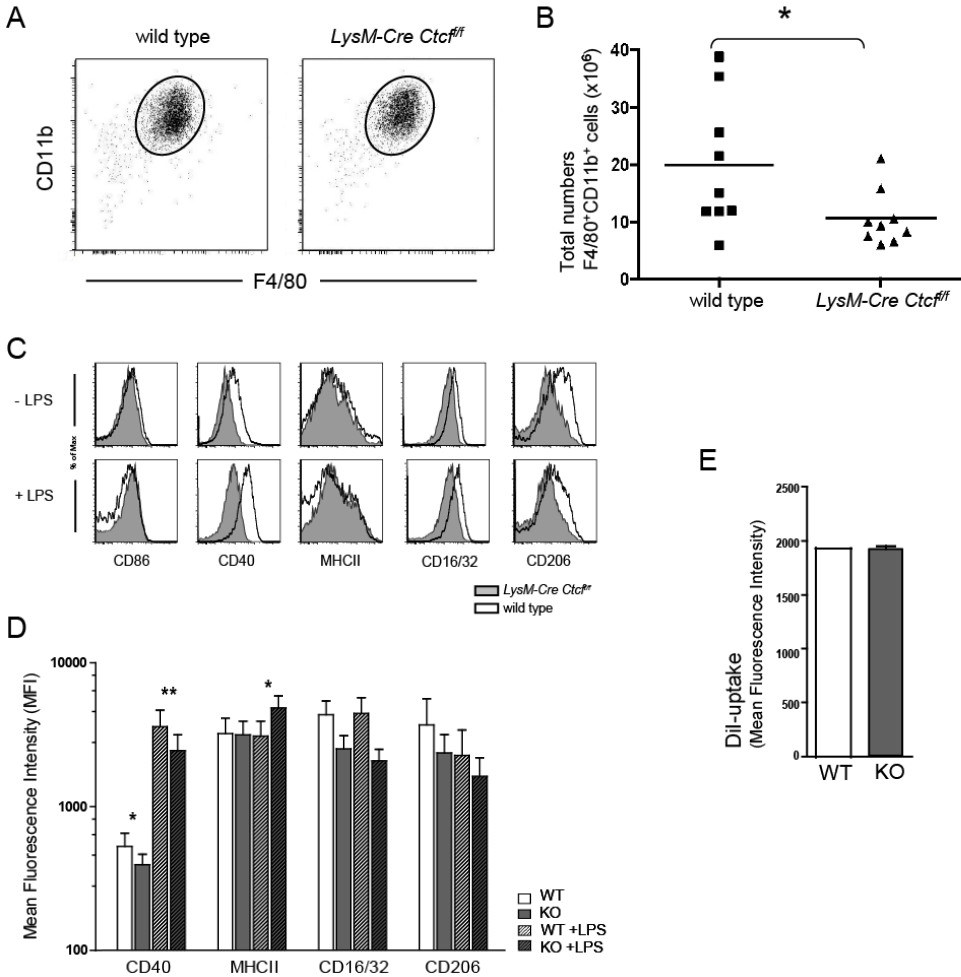 A
wild type
LysM-Cre Ctcf^f/f
CD11b
F4/80
B
*
Total numbers
F4/80+CD11b+ cells (x10^6)
40
30
20
10
0
wild type
LysM-Cre Ctcf^f/f
C
- LPS
% of Max
+ LPS
CD86
CD40
MHCII
CD16/32
CD206
LysM-Cre Ctcf^f/f
wild type
D
Mean Fluorescence Intensity (MFI)
10000
1000
100
*
**
*
CD40
MHCII
CD16/32
CD206
WT
KO
WT +LPS
KO +LPS
E
DiI-uptake
(Mean Fluorescence Intensity)
2500
2000
1500
1000
500
0
WT
KO